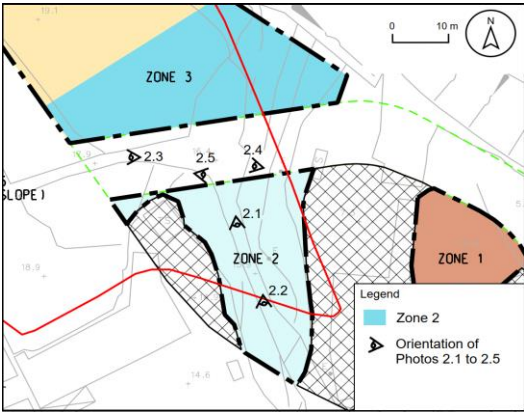 19.1
0 10 m N
ZONE 3
2.3
2.5
2.4
SLOPE)
2.1
ZONE 2
ZONE 1
18.9
2.2
Legend
Zone 2
Orientation of
Photos 2.1 to 2.5
14.6